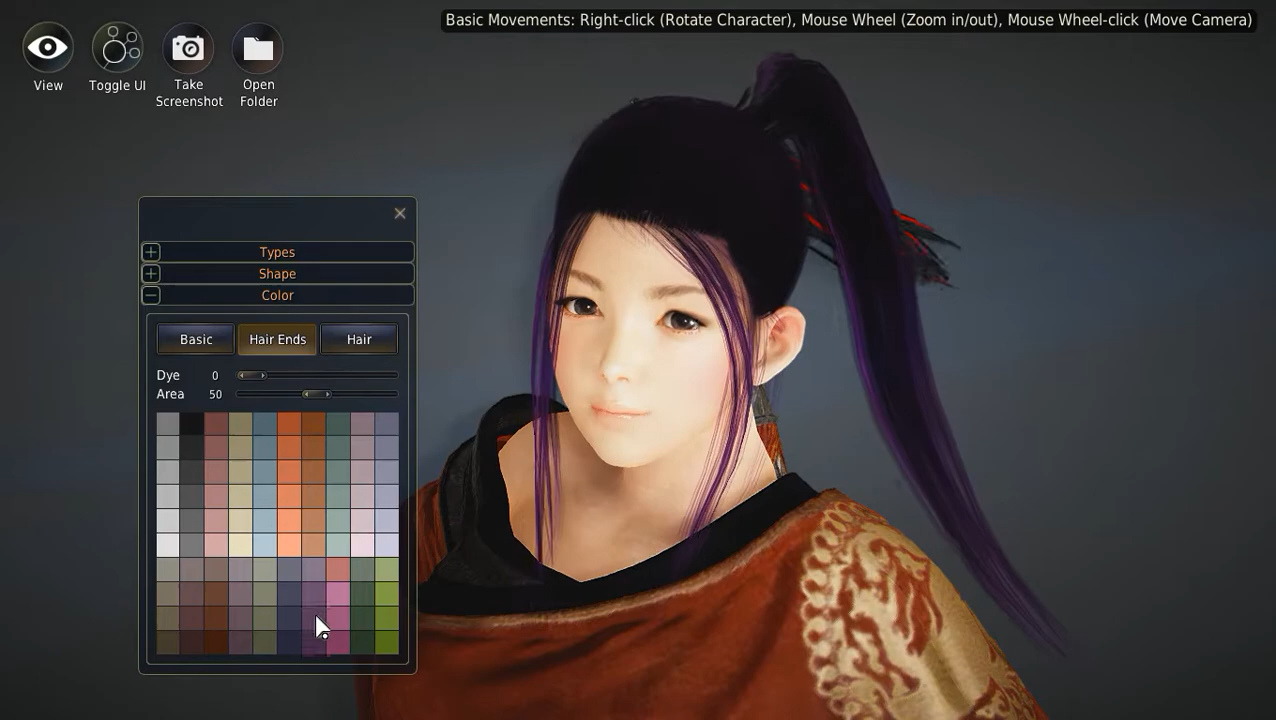 Basic Movements: Right-click (Rotate Character), Mouse Wheel (Zoom in/out), Mouse Wheel-click (Move Camera)
View
Toggle UI
Take
Screenshot
Open
Folder
Types
Shape
Color
Basic
Hair Ends
Hair
Dye 0
Area 50